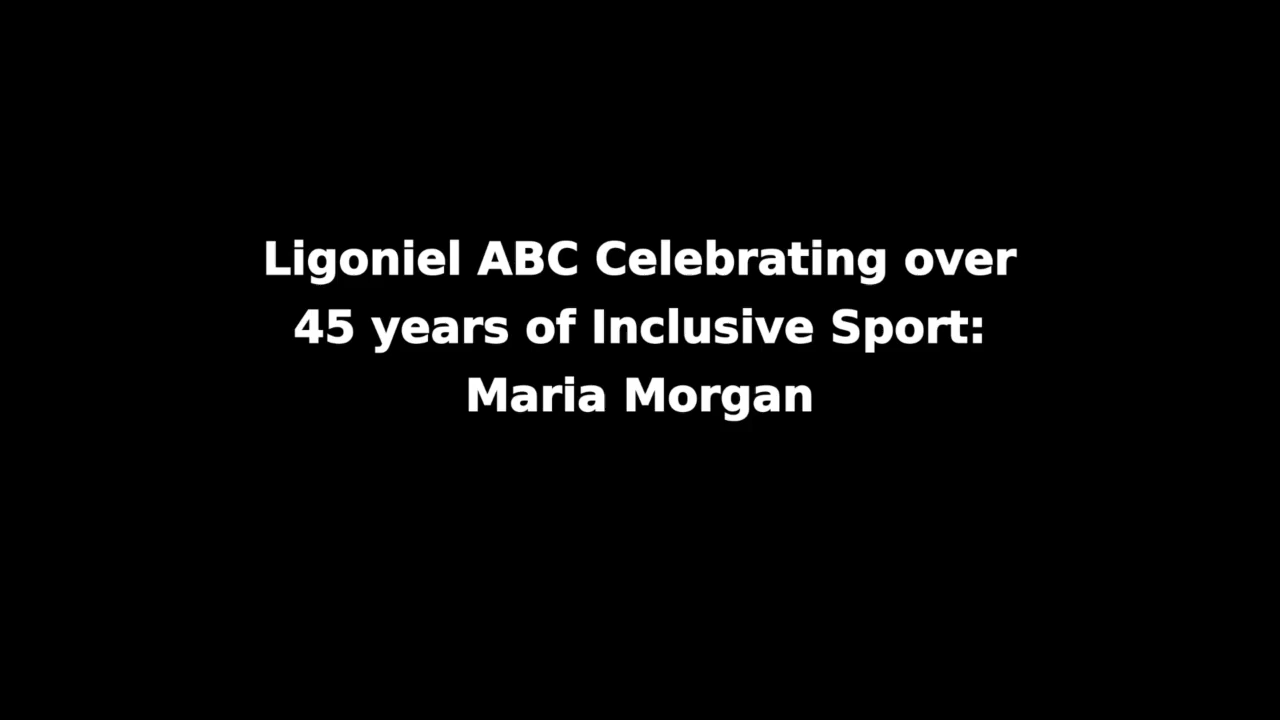 Ligoniel ABC Celebrating over
45 years of Inclusive Sport:
Maria Morgan